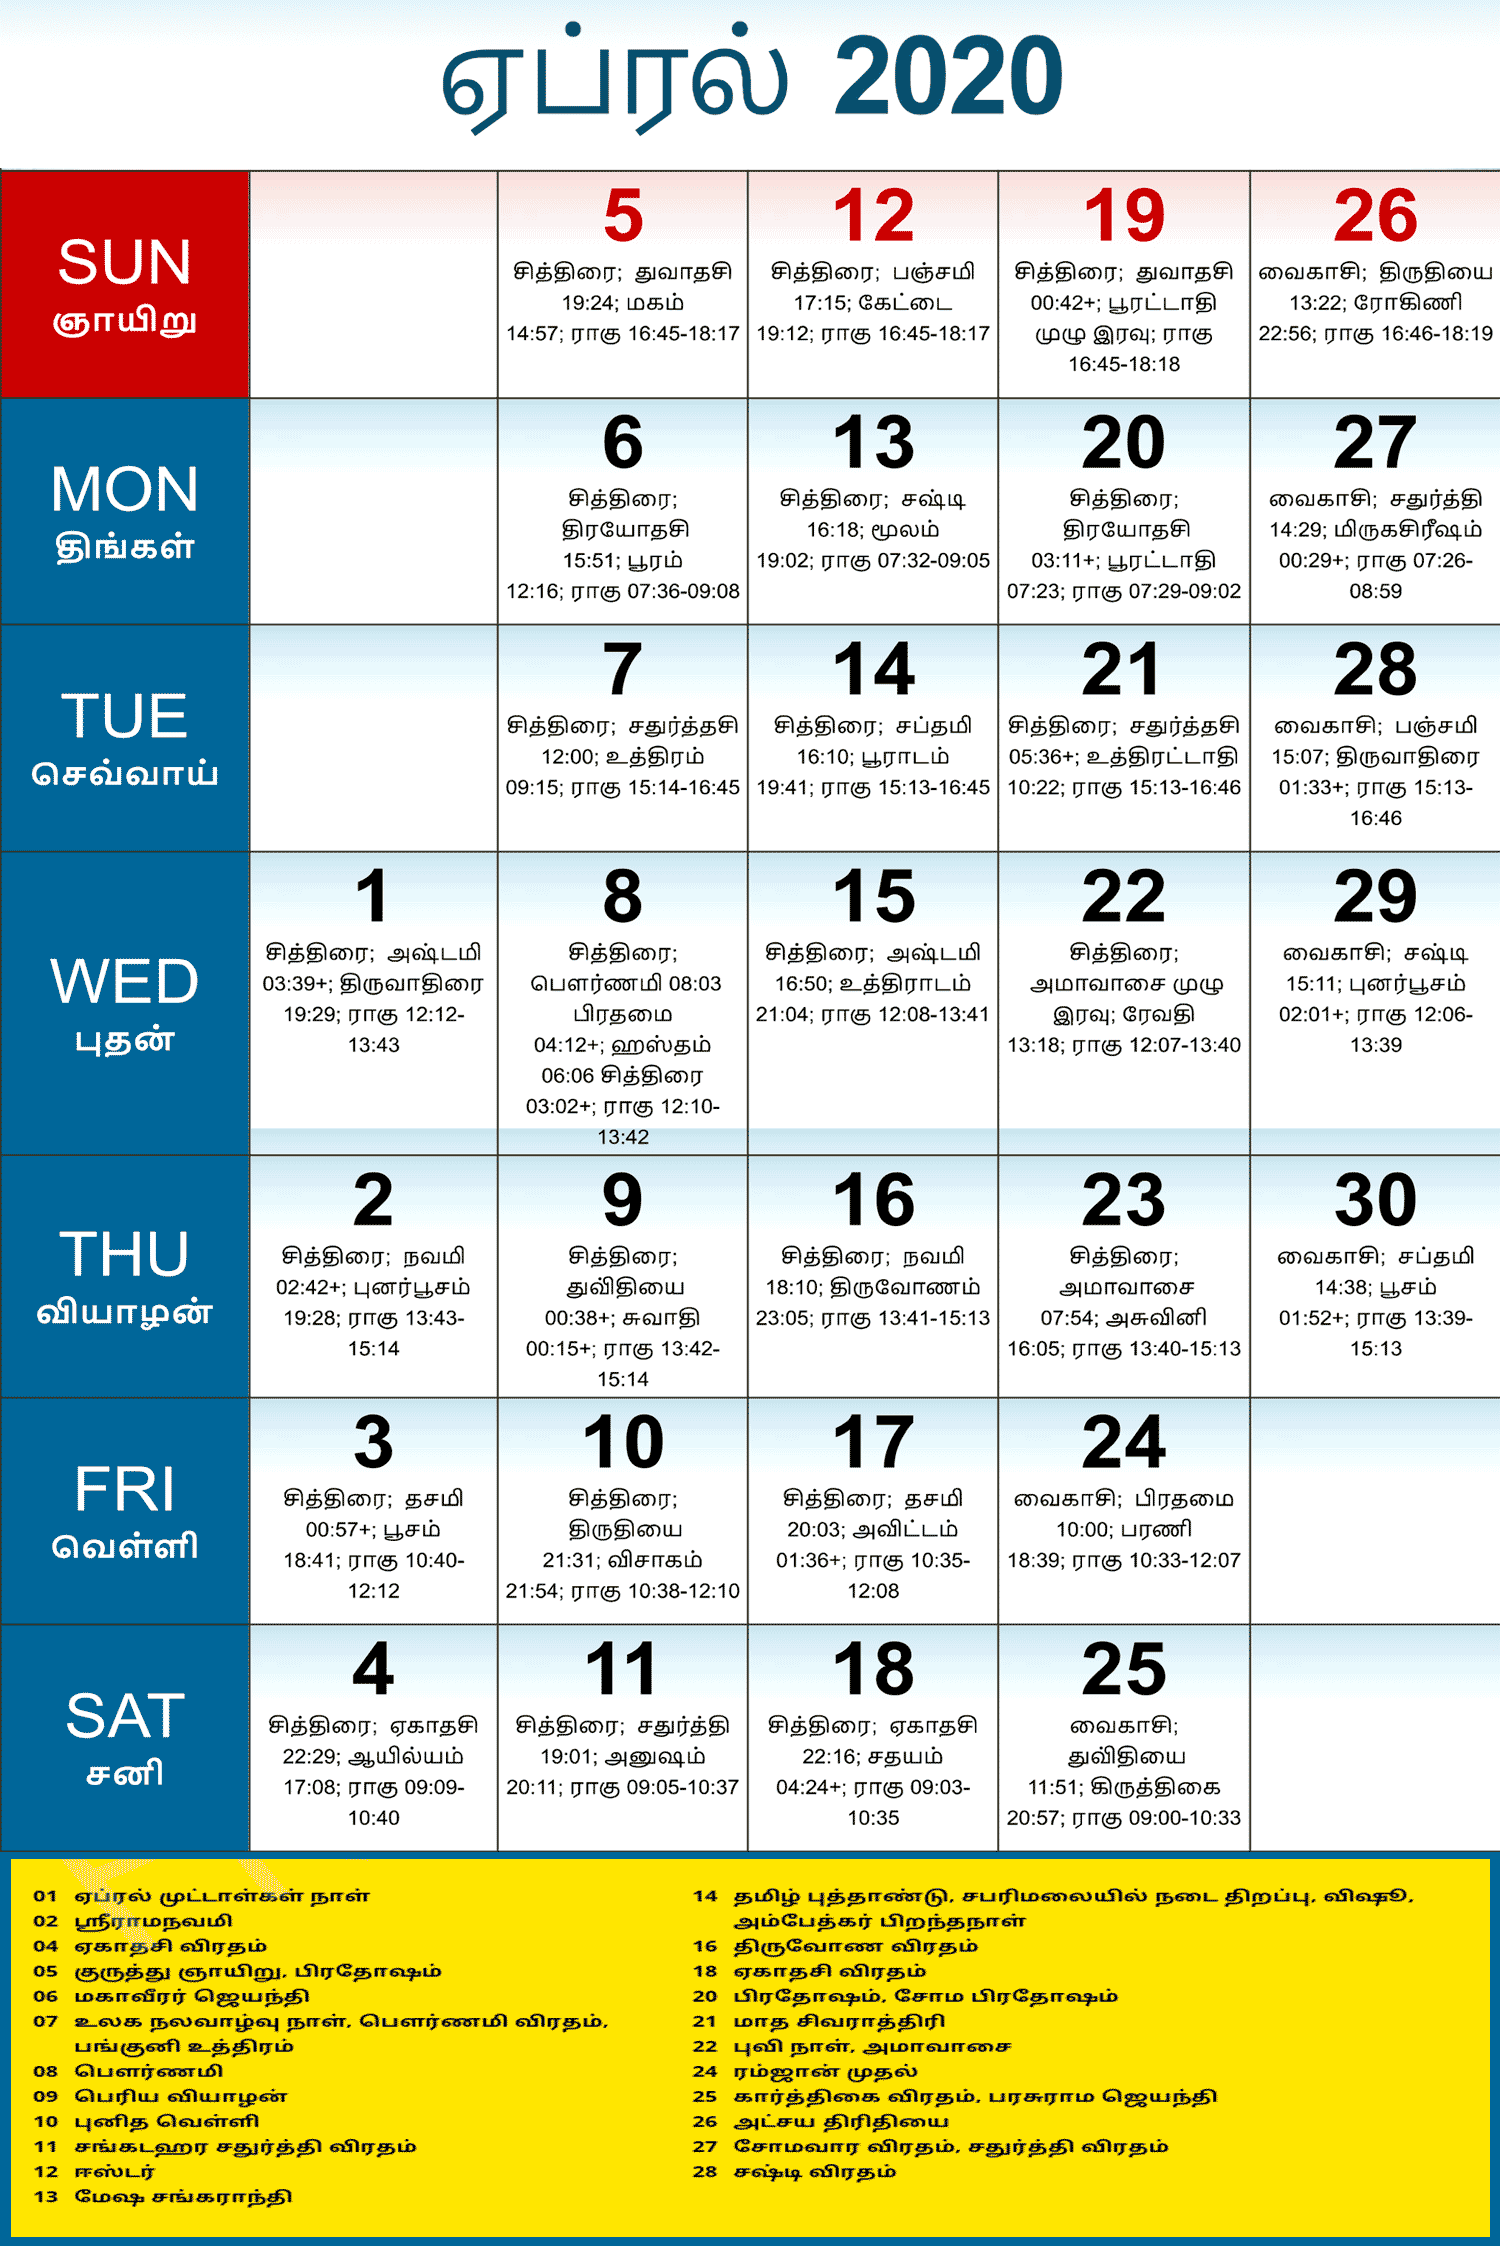 ஏப்ரல் 2020
SUN
ஞாயிறு
5
சித்திரை; துவாதசி
19:24; மகம்
14:57; ராகு 16:45-18:17
12
சித்திரை; பஞ்சமி
17:15; கேட்டை
19:12; ராகு 16:45-18:17
19
சித்திரை; துவாதசி
00:42+; பூரட்டாதி
முழு இரவு; ராகு
16:45-18:18
26
வைகாசி; திருதியை
13:22; ரோகிணி
22:56; ராகு 16:46-18:19
MON
திங்கள்
6
சித்திரை;
திரயோதசி
15:51; பூரம்
12:16; ராகு 07:36-09:08
13
சித்திரை; சஷ்டி
16:18; மூலம்
19:02; ராகு 07:32-09:05
20
சித்திரை;
திரயோதசி
03:11+; பூரட்டாதி
07:23; ராகு 07:29-09:02
27
வைகாசி; சதுர்த்தி
14:29; மிருகசிரீஷம்
00:29+; ராகு 07:26-
08:59
TUE
செவ்வாய்
7
சித்திரை; சதுர்த்தசி
12:00; உத்திரம்
09:15; ராகு 15:14-16:45
14
சித்திரை; சப்தமி
16:10; பூராடம்
19:41; ராகு 15:13-16:45
21
சித்திரை; சதுர்த்தசி
05:36+; உத்திரட்டாதி
10:22; ராகு 15:13-16:46
28
வைகாசி; பஞ்சமி
15:07; திருவாதிரை
01:33+; ராகு 15:13-
16:46
WED
புதன்
1
சித்திரை; அஷ்டமி
03:39+; திருவாதிரை
19:29; ராகு 12:12-
13:43
8
சித்திரை;
பௌர்ணமி 08:03
பிரதமை
04:12+; ஹஸ்தம்
06:06 சித்திரை
03:02+; ராகு 12:10-
13:42
15
சித்திரை; அஷ்டமி
16:50; உத்திராடம்
21:04; ராகு 12:08-13:41
22
சித்திரை;
அமாவாசை முழு
இரவு; ரேவதி
13:18; ராகு 12:07-13:40
29
வைகாசி; சஷ்டி
15:11; புனர்பூசம்
02:01+; ராகு 12:06-
13:39
THU
வியாழன்
2
சித்திரை; நவமி
02:42+; புனர்பூசம்
19:28; ராகு 13:43-
15:14
9
சித்திரை;
துவிதியை
00:38+; சுவாதி
00:15+; ராகு 13:42-
15:14
16
சித்திரை; நவமி
18:10; திருவோணம்
23:05; ராகு 13:41-15:13
23
சித்திரை;
அமாவாசை
07:54; அசுவினி
16:05; ராகு 13:40-15:13
30
வைகாசி; சப்தமி
14:38; பூசம்
01:52+; ராகு 13:39-
15:13
FRI
வெள்ளி
3
சித்திரை; தசமி
00:57+; பூசம்
18:41; ராகு 10:40-
12:12
10
சித்திரை;
திருதியை
21:31; விசாகம்
21:54; ராகு 10:38-12:10
17
சித்திரை; தசமி
20:03; அவிட்டம்
01:36+; ராகு 10:35-
12:08
24
வைகாசி; பிரதமை
10:00; பரணி
18:39; ராகு 10:33-12:07
SAT
சனி
4
சித்திரை; ஏகாதசி
22:29; ஆயில்யம்
17:08; ராகு 09:09-
10:40
11
சித்திரை; சதுர்த்தி
19:01; அனுஷம்
20:11; ராகு 09:05-10:37
18
சித்திரை; ஏகாதசி
22:16; சதயம்
04:24+; ராகு 09:03-
10:35
25
வைகாசி;
துவிதியை
11:51; கிருத்திகை
20:57; ராகு 09:00-10:33
01 ஏப்ரல் முட்டாள்கள் நாள்
02 ஸ்ரீராமநவமி
04 ஏகாதசி விரதம்
05 குருத்து ஞாயிறு, பிரதோஷம்
06 மகாவீரர் ஜெயந்தி
07 உலக நலவாழ்வு நாள், பௌர்ணமி விரதம்,
பங்குனி உத்திரம்
08 பௌர்ணமி
09 பெரிய வியாழன்
10 புனித வெள்ளி
11 சங்கடஹர சதுர்த்தி விரதம்
12 ஈஸ்டர்
13 மேஷ சங்கராந்தி
14 தமிழ் புத்தாண்டு, சபரிமலையில் நடை திறப்பு, விஷூ,
அம்பேத்கர் பிறந்தநாள்
16 திருவோண விரதம்
18 ஏகாதசி விரதம்
20 பிரதோஷம், சோம பிரதோஷம்
21 மாத சிவராத்திரி
22 புவி நாள், அமாவாசை
24 ரம்ஜான் முதல்
25 கார்த்திகை விரதம், பரசுராம ஜெயந்தி
26 அட்சய திரிதியை
27 சோமவார விரதம், சதுர்த்தி விரதம்
28 சஷ்டி விரதம்